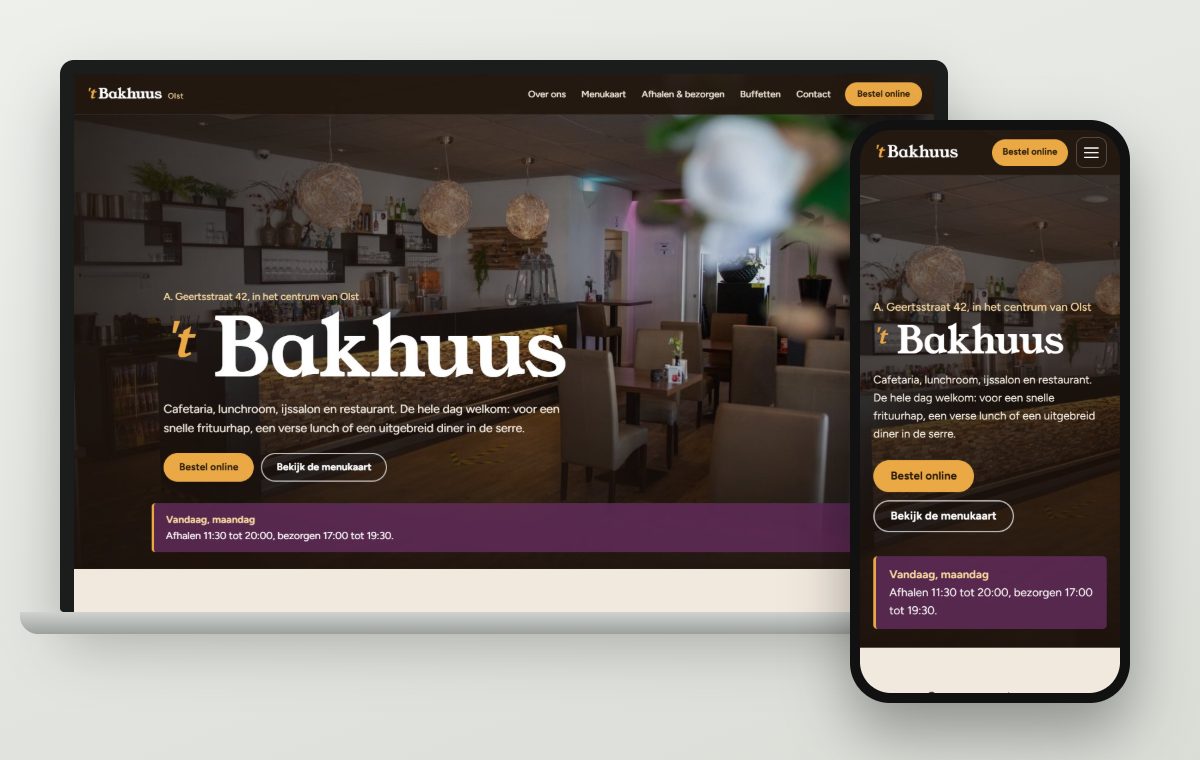 't Bakhuus Olst
Over ons Menukaart Afhalen & bezorgen Buffetten Contact Bestel online
A. Geertsstraat 42, in het centrum van Olst
't Bakhuus
Cafetaria, lunchroom, ijssalon en restaurant. De hele dag welkom: voor een
snelle frituurhap, een verse lunch of een uitgebreid diner in de serre.
Bestel online Bekijk de menukaart
Vandaag, maandag
Afhalen 11:30 tot 20:00, bezorgen 17:00 tot 19:30.
't Bakhuus Bestel online
A. Geertsstraat 42, in het centrum van Olst
't Bakhuus
Cafetaria, lunchroom, ijssalon en restaurant.
De hele dag welkom: voor een snelle
frituurhap, een verse lunch of een uitgebreid
diner in de serre.
Bestel online
Bekijk de menukaart
Vandaag, maandag
Afhalen 11:30 tot 20:00, bezorgen 17:00
tot 19:30.